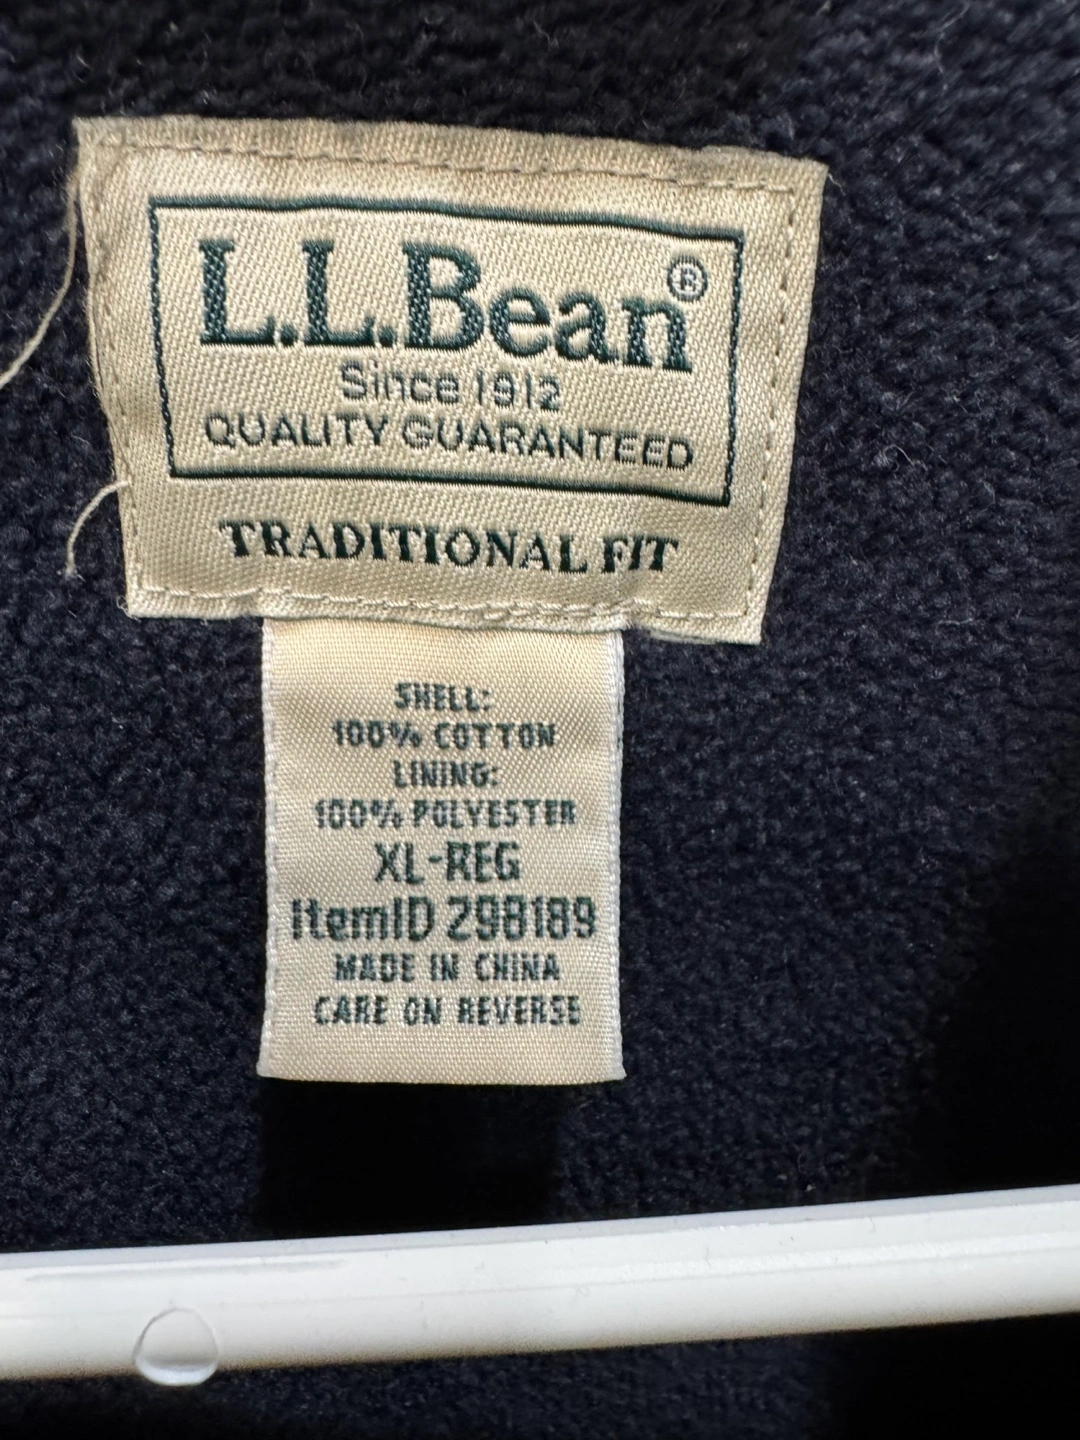 L.L.Bean®
Since 1912
QUALITY GUARANTEED
TRADITIONAL FIT
SHELL:
100% COTTON
LINING:
100% POLYESTER
XL-REG
ItemID 298189
MADE IN CHINA
CARE ON REVERSE